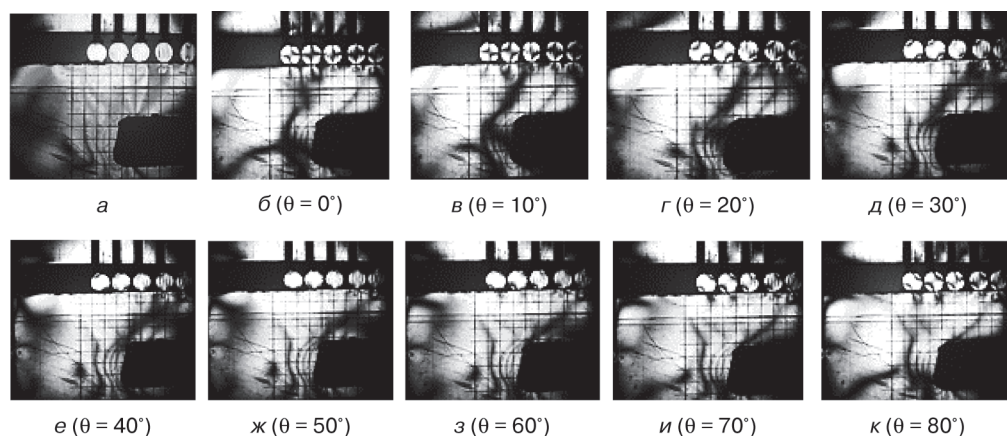 а б (θ = 0˚) в (θ = 10˚) г (θ = 20˚) д (θ = 30˚)
е (θ = 40˚) ж (θ = 50˚) з (θ = 60˚) и (θ = 70˚) к (θ = 80˚)